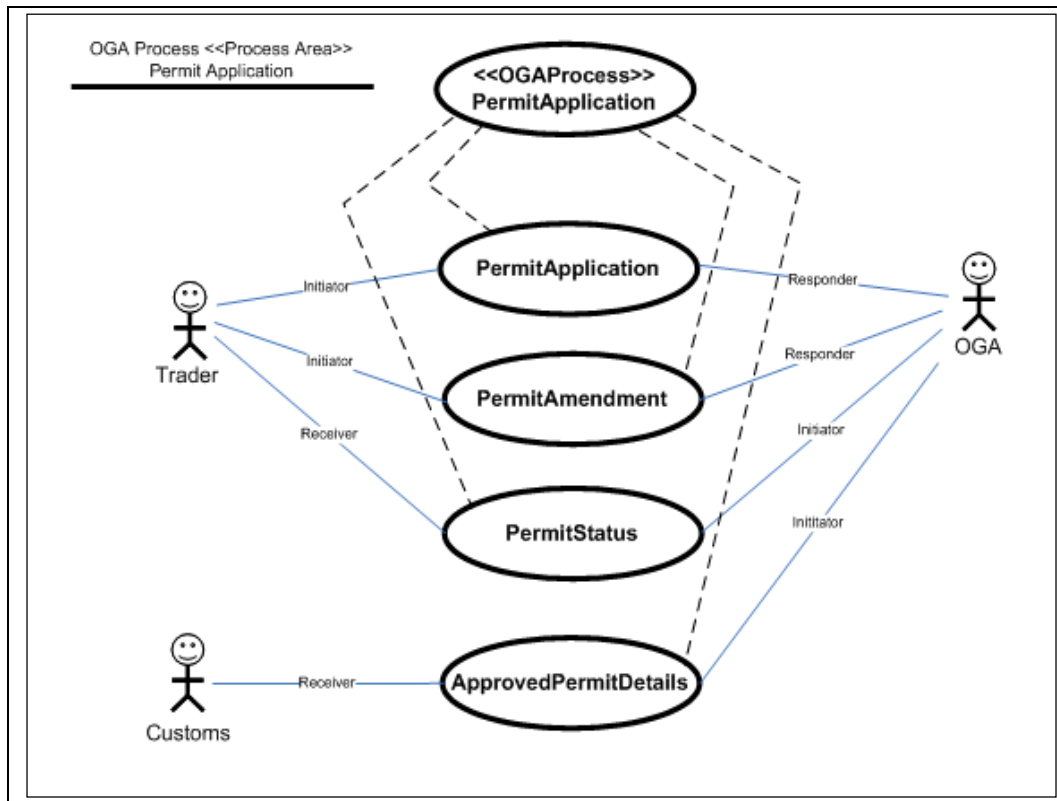 OGA Process <<Process Area>>
Permit Application
<<OGAProcess>>
PermitApplication
PermitApplication
Initiator
Responder
Trader
OGA
Initiator
Responder
PermitAmendment
Receiver
Initiator
PermitStatus
Inititator
Receiver
ApprovedPermitDetails
Customs